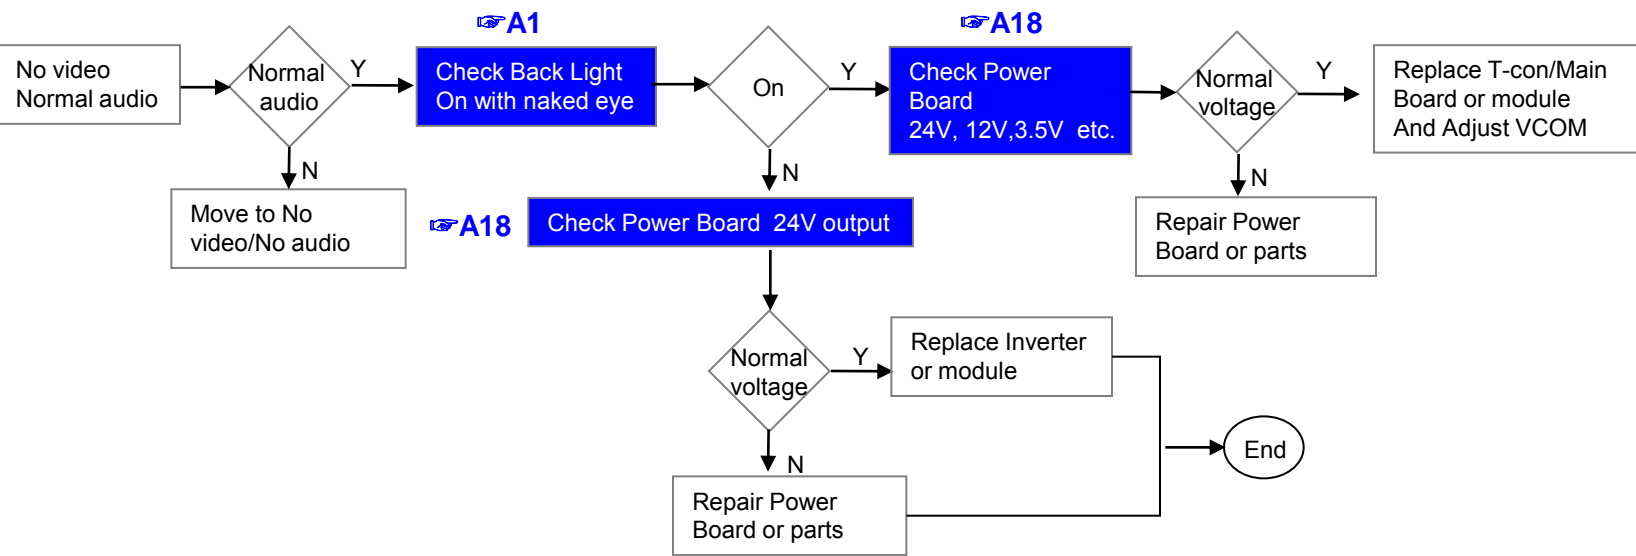 ☞A1
☞A18
No video
Normal audio
Normal
audio
Y
Check Back Light
On with naked eye
On
Y
Check Power
Board
24V, 12V,3.5V etc.
Normal
voltage
Y
Replace T-con/Main
Board or module
And Adjust VCOM
N
N
N
Move to No
video/No audio
☞A18
Check Power Board 24V output
Repair Power
Board or parts
Normal
voltage
Y
Replace Inverter
or module
End
N
Repair Power
Board or parts